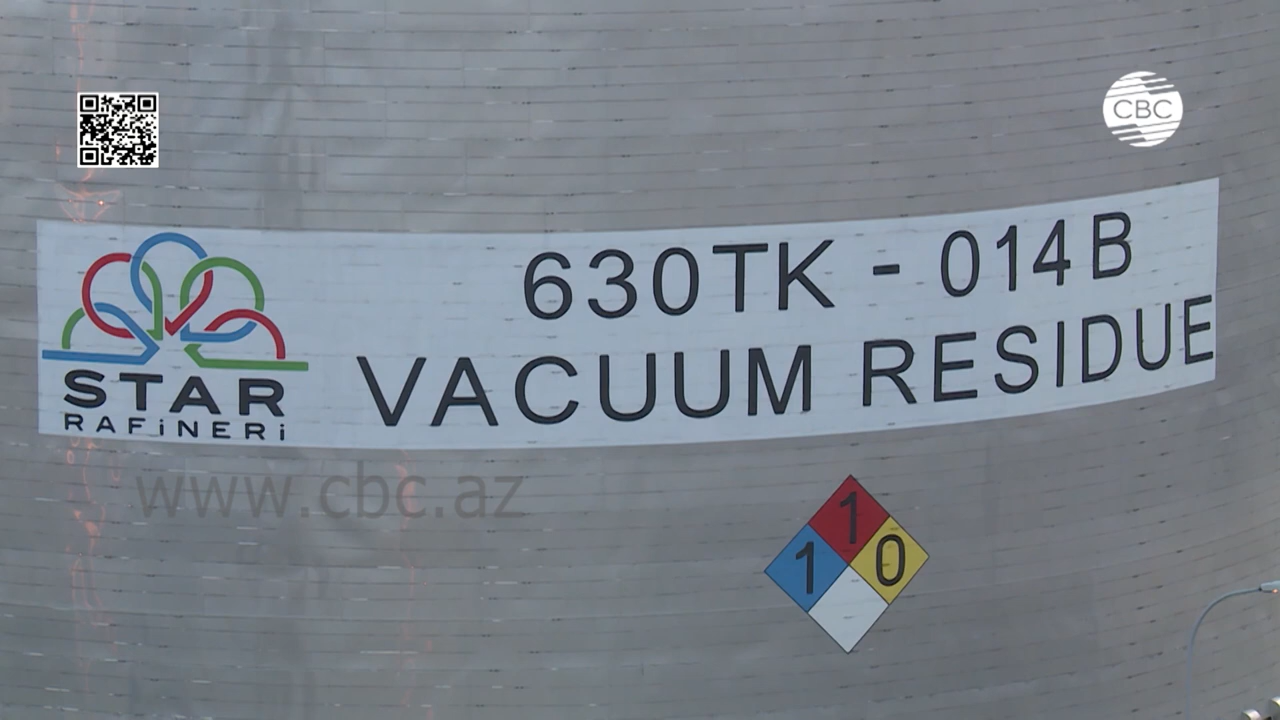 CBC
630TK - 014B
VACUUM RESIDUE
STAR
RAFiNERi
www.cbc.az
1
1
0